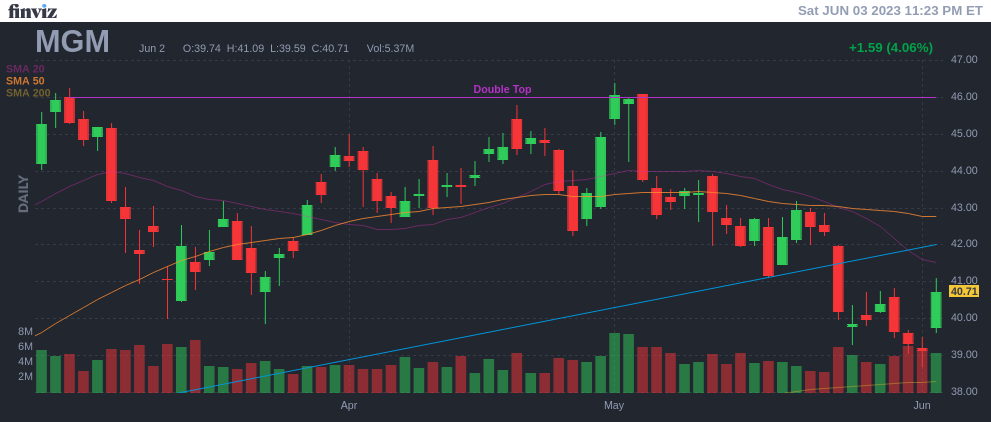 finviz
Sat JUN 03 2023 11:23 PM ET
MGM
Jun 2 O:39.74 H:41.09 L:39.59 C:40.71 Vol:5.37M
+1.59 (4.06%)
SMA 20
SMA 50
SMA 200
Double Top
DAILY
47.00
46.00
45.00
44.00
43.00
42.00
41.00
40.71
40.00
39.00
38.00
8M
6M
4M
2M
Apr May Jun